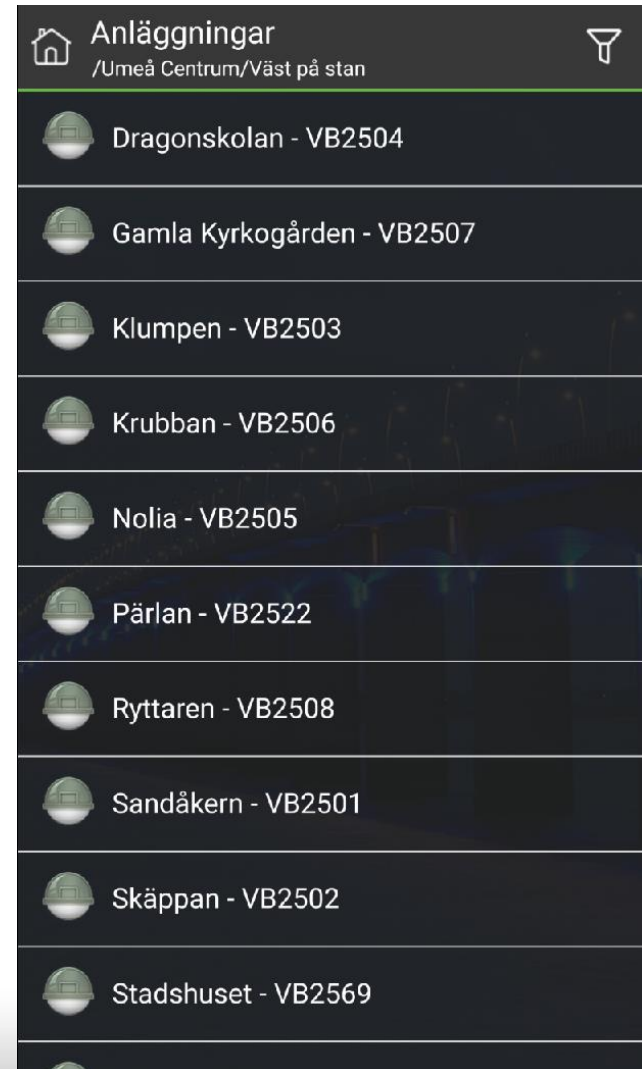 Anläggningar
/Umeå Centrum/Väst på stan
Dragonskolan - VB2504
Gamla Kyrkogården - VB2507
Klumpen - VB2503
Krubban - VB2506
Nolia - VB2505
Pärlan - VB2522
Ryttaren - VB2508
Sandåkern - VB2501
Skäppan - VB2502
Stadshuset - VB2569